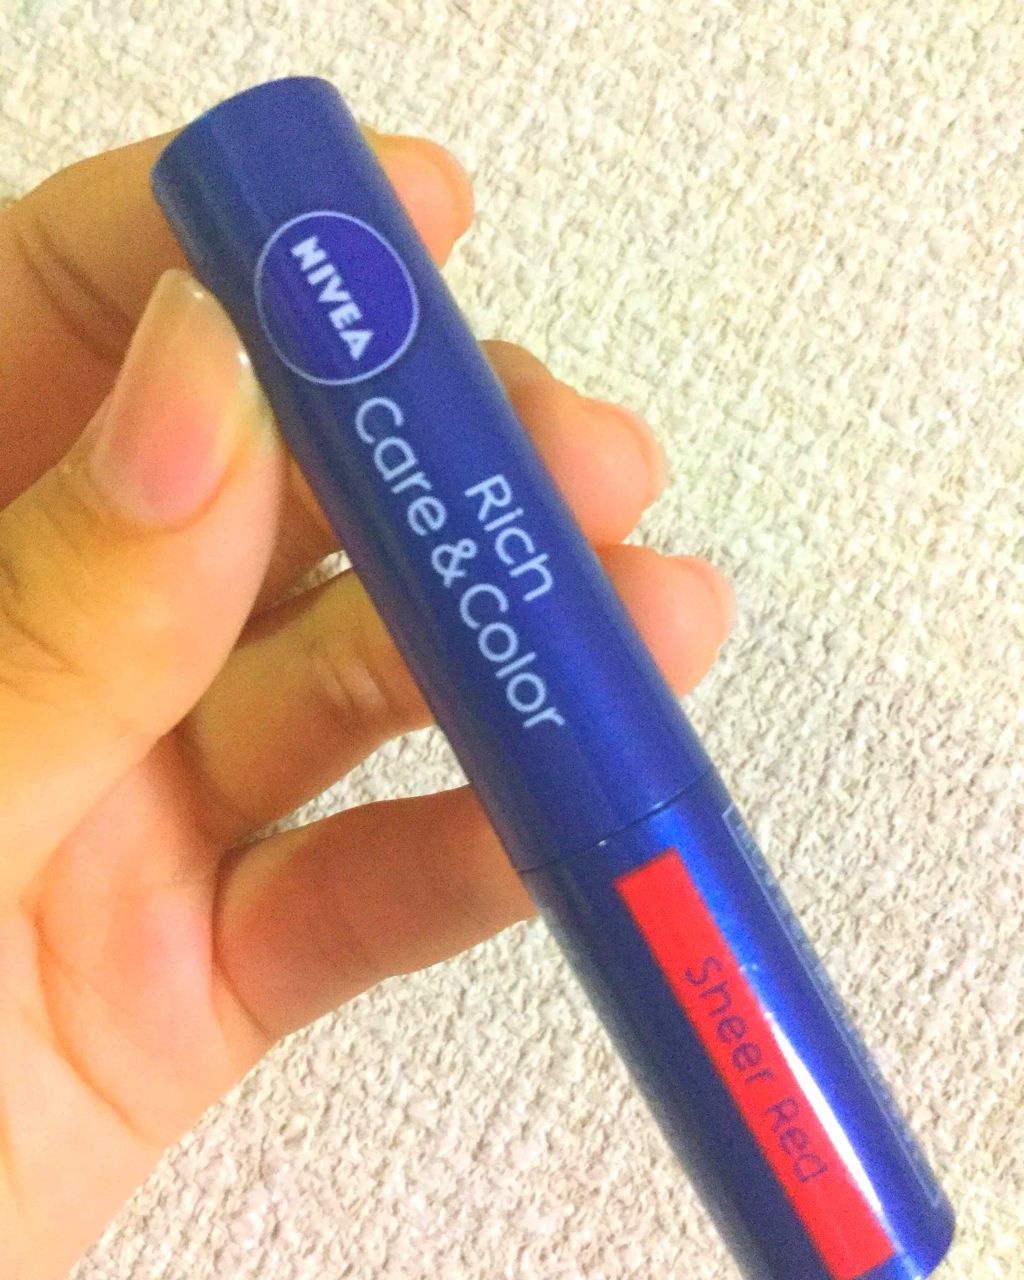 NIVEA
Rich
Care & Color
Sheer Red